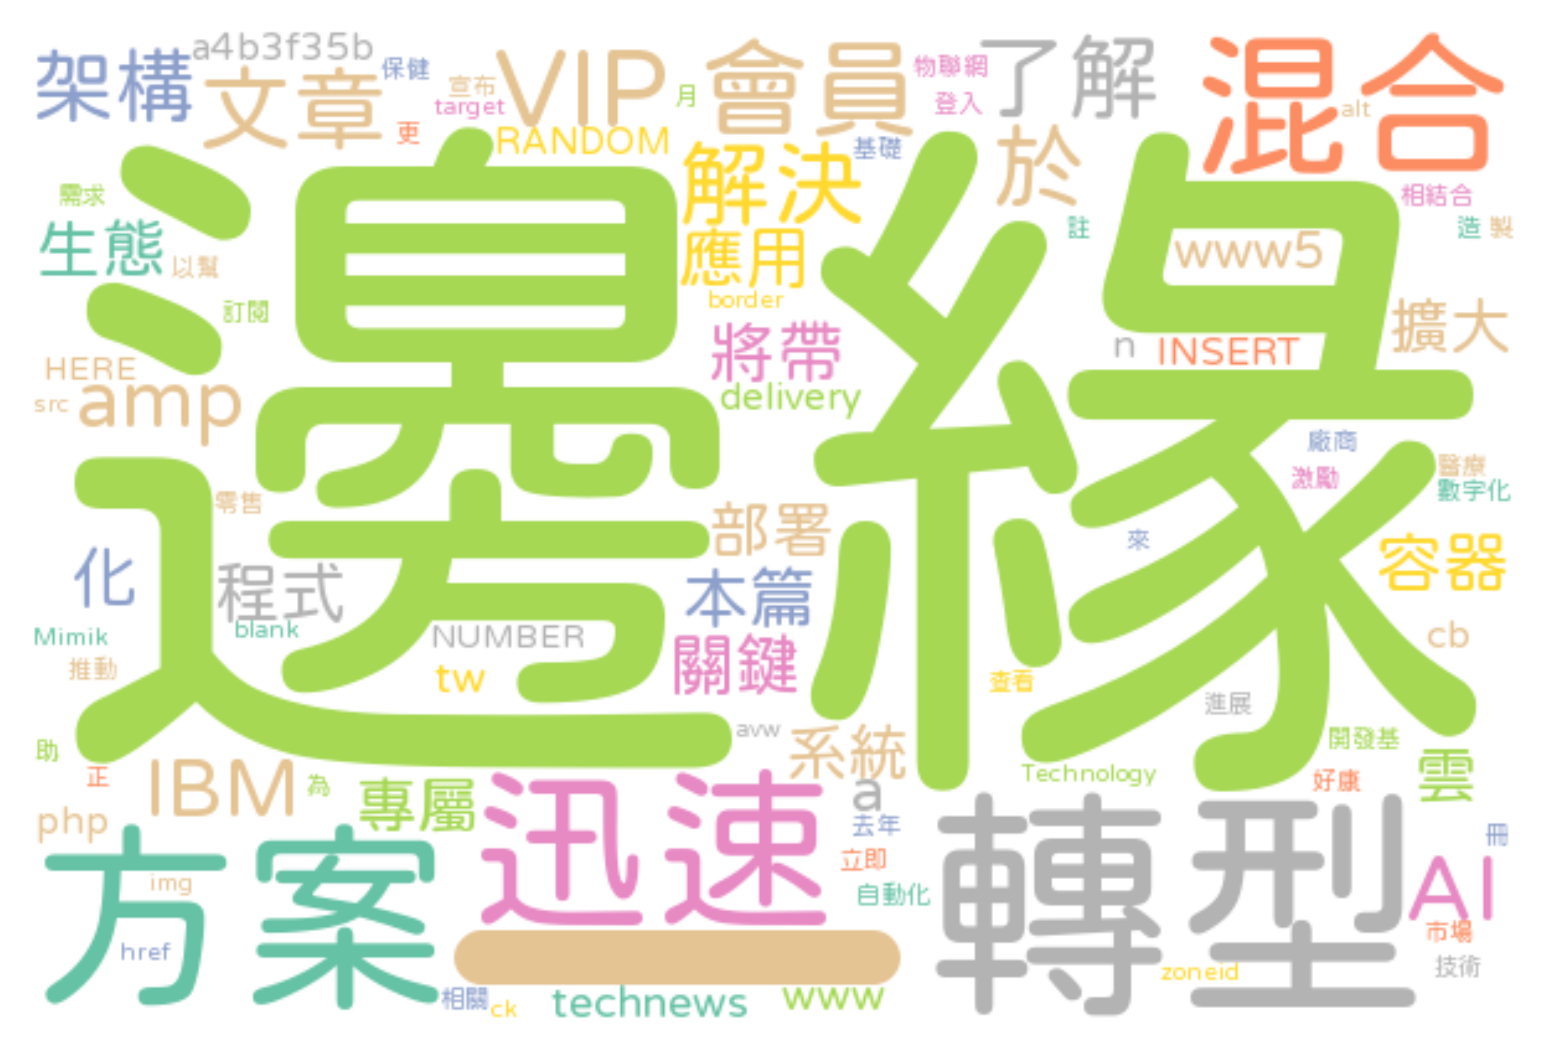 架構
a4b3f35b
文章
保健
宣布
target
VIP
月
會員
物聯網
登入
了解
混合
alt
更
RANDOM
解決
基礎
於
相結合
需求
生態
以幫
邊緣
應用
註
www5
造
製
訂閱
border
將帶
n
INSERT
擴大
HERE
src
amp
delivery
廠商
激勵
醫療
數字化
零售
部署
來
容器
化
程式
本篇
Mimik
blank
NUMBER
cb
推動
tw
關鍵
查看
進展
助
avw
系統
開發基
正
IBM
為
專屬
Technology
好康
雲
php
迅速
a
去年
轉型
冊
方案
img
立即
自動化
AI
href
市場
zoneid
技術
相關
ck
technews
www